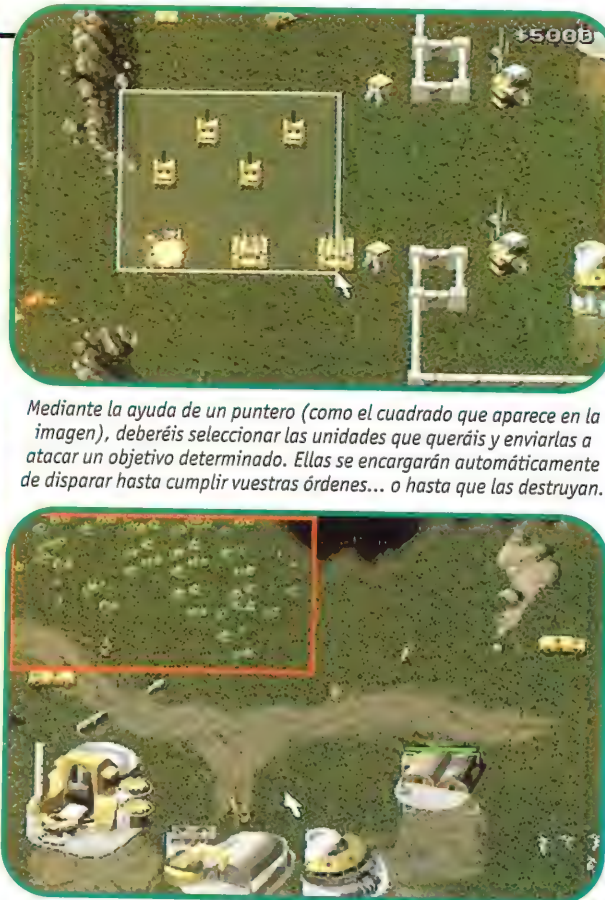 +5000
Mediante la ayuda de un puntero (como el cuadrado que aparece en la
imagen), deberéis seleccionar las unidades que queráis y enviarlas a
atacar un objetivo determinado. Ellas se encargarán automáticamente
de disparar hasta cumplir vuestras órdenes... o hasta que las destruyan.